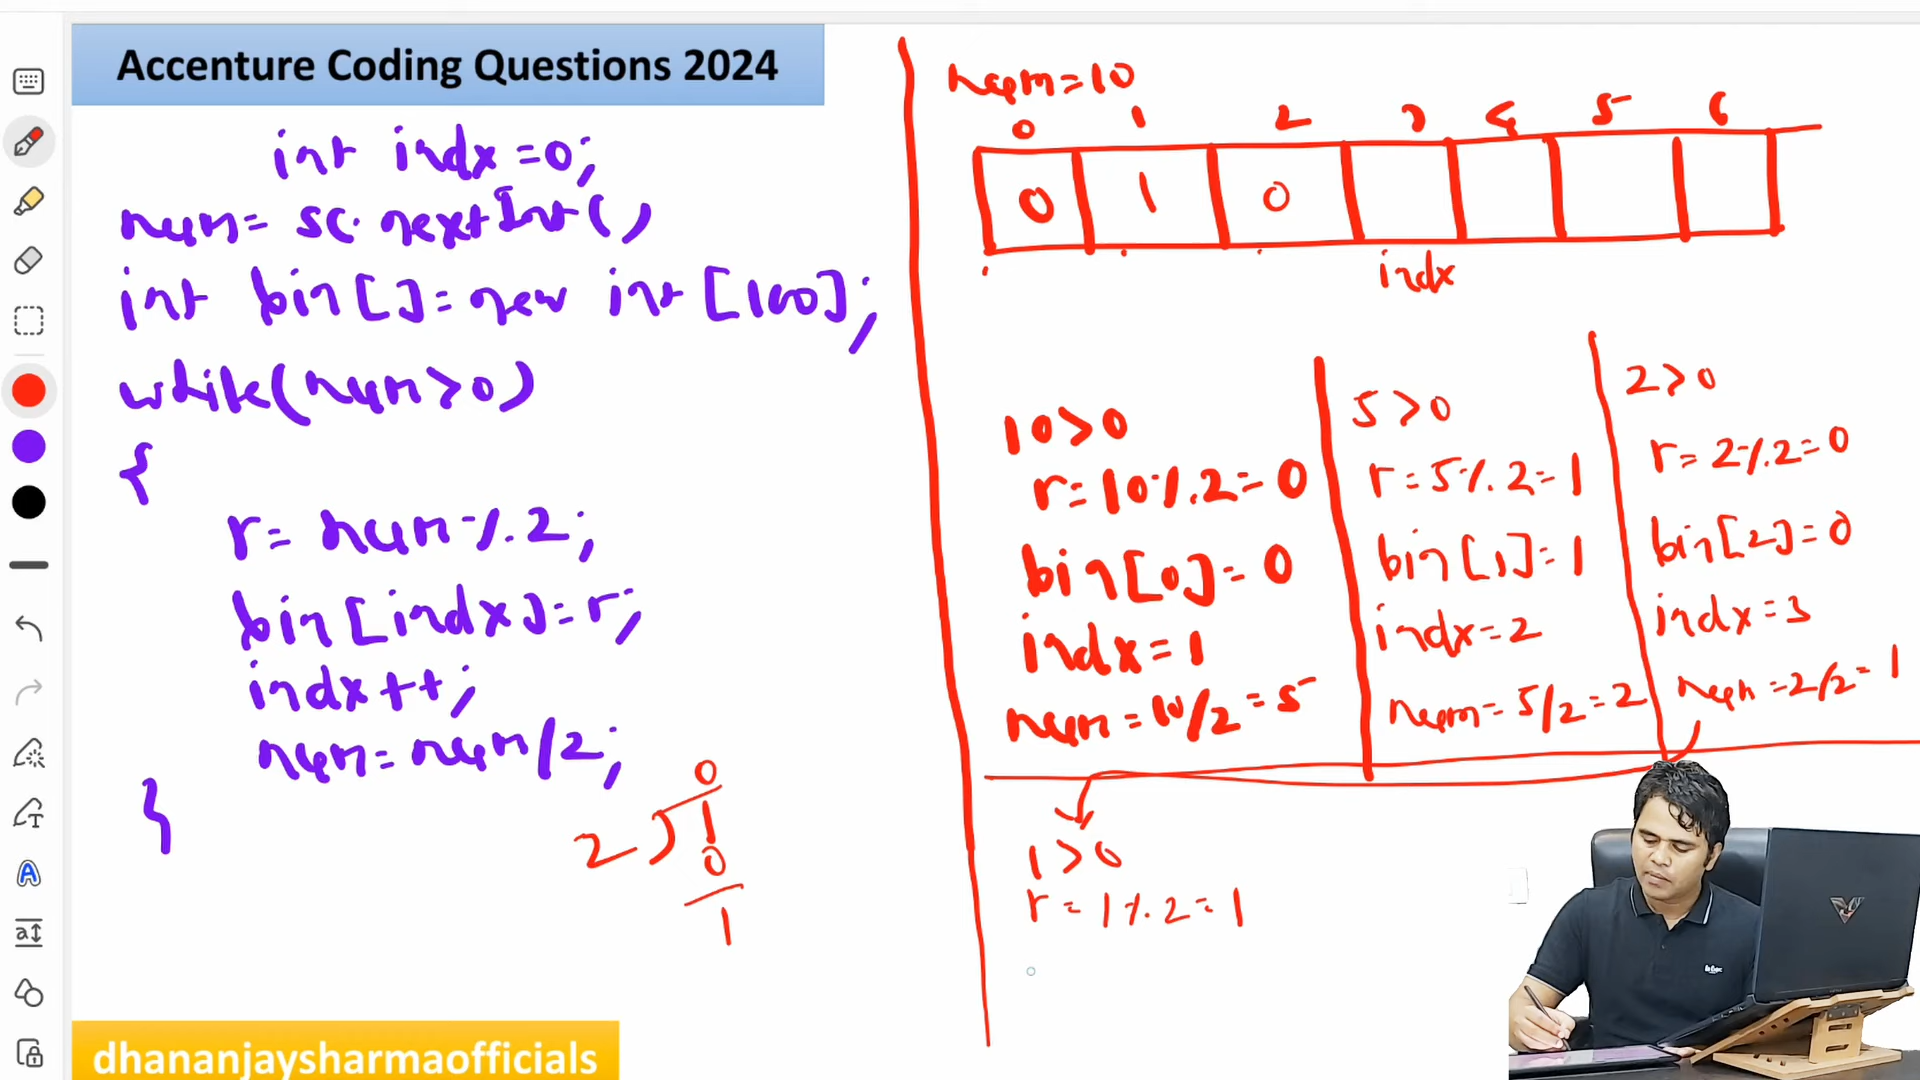 Accenture Coding Questions 2024
int indx=0;
num= sc.nextInt()
int bin[]=new int[100];
while(num>0)
{
r= num%2;
bin[indx]=r;
indx++;
num=num/2;
}
0
2)1
0
1
dhananjaysharmaofficials
num=10
0 1 2 3 4 5 6
0 1 0
indx
10>0
r=10%2=0
bin[0]=0
indx=1
num=10/2=5
5>0
r=5%2=1
bin[1]=1
indx=2
num=5/2=2
2>0
r=2%2=0
bin[2]=0
indx=3
num=2/2=1
1>0
r=1%2=1